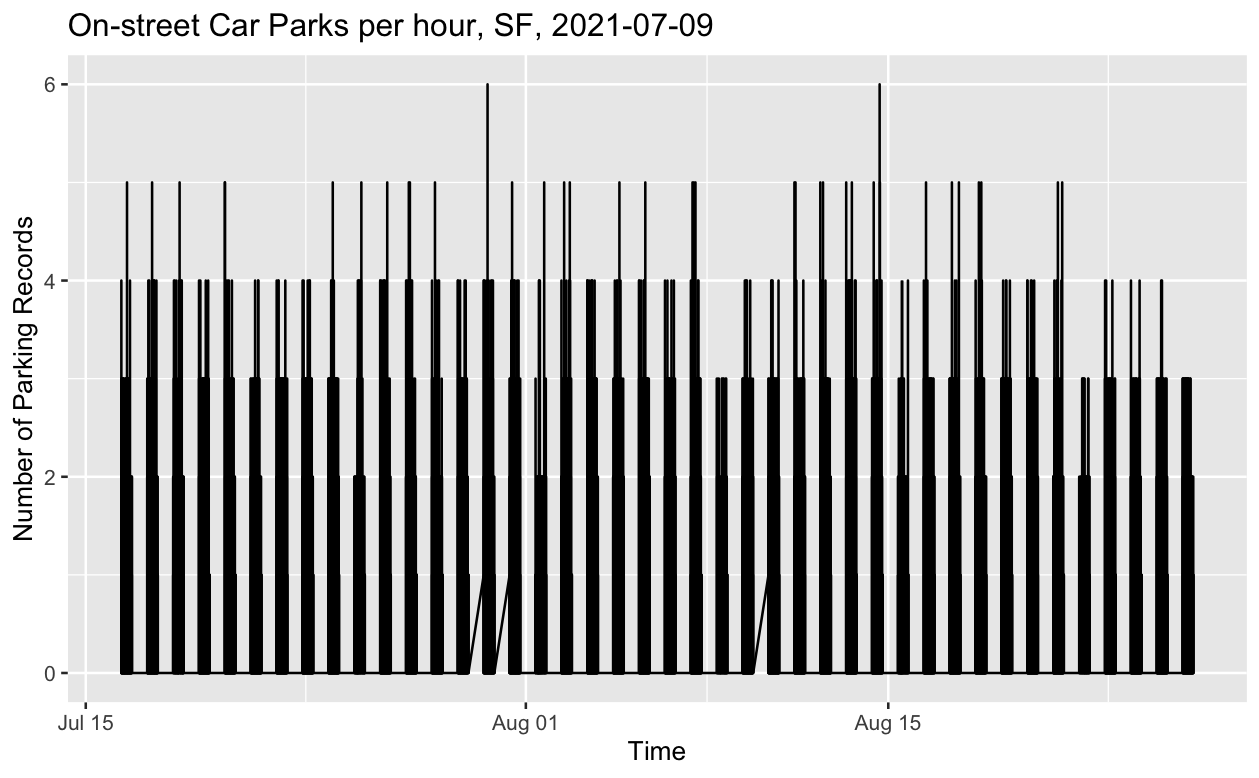 On-street Car Parks per hour, SF, 2021-07-09
Number of Parking Records
6
4
2
0
Jul 15
Aug 01
Aug 15
Time